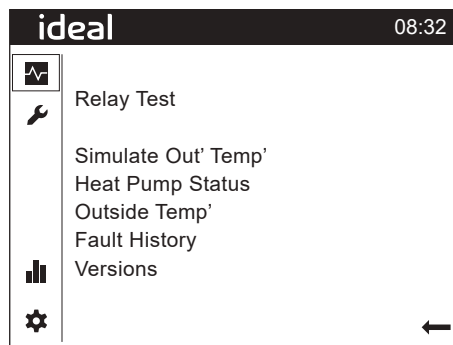 ideal 08:32
Relay Test
Simulate Out’ Temp’
Heat Pump Status
Outside Temp’
Fault History
Versions